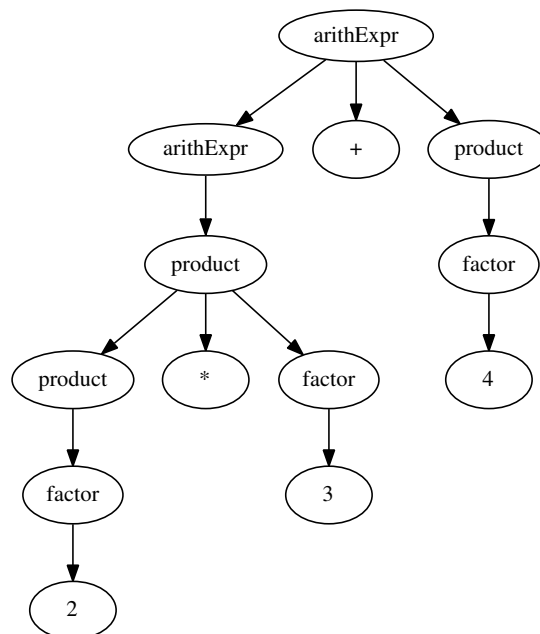 arithExpr
arithExpr + product
product factor
product * factor 4
factor 3
2